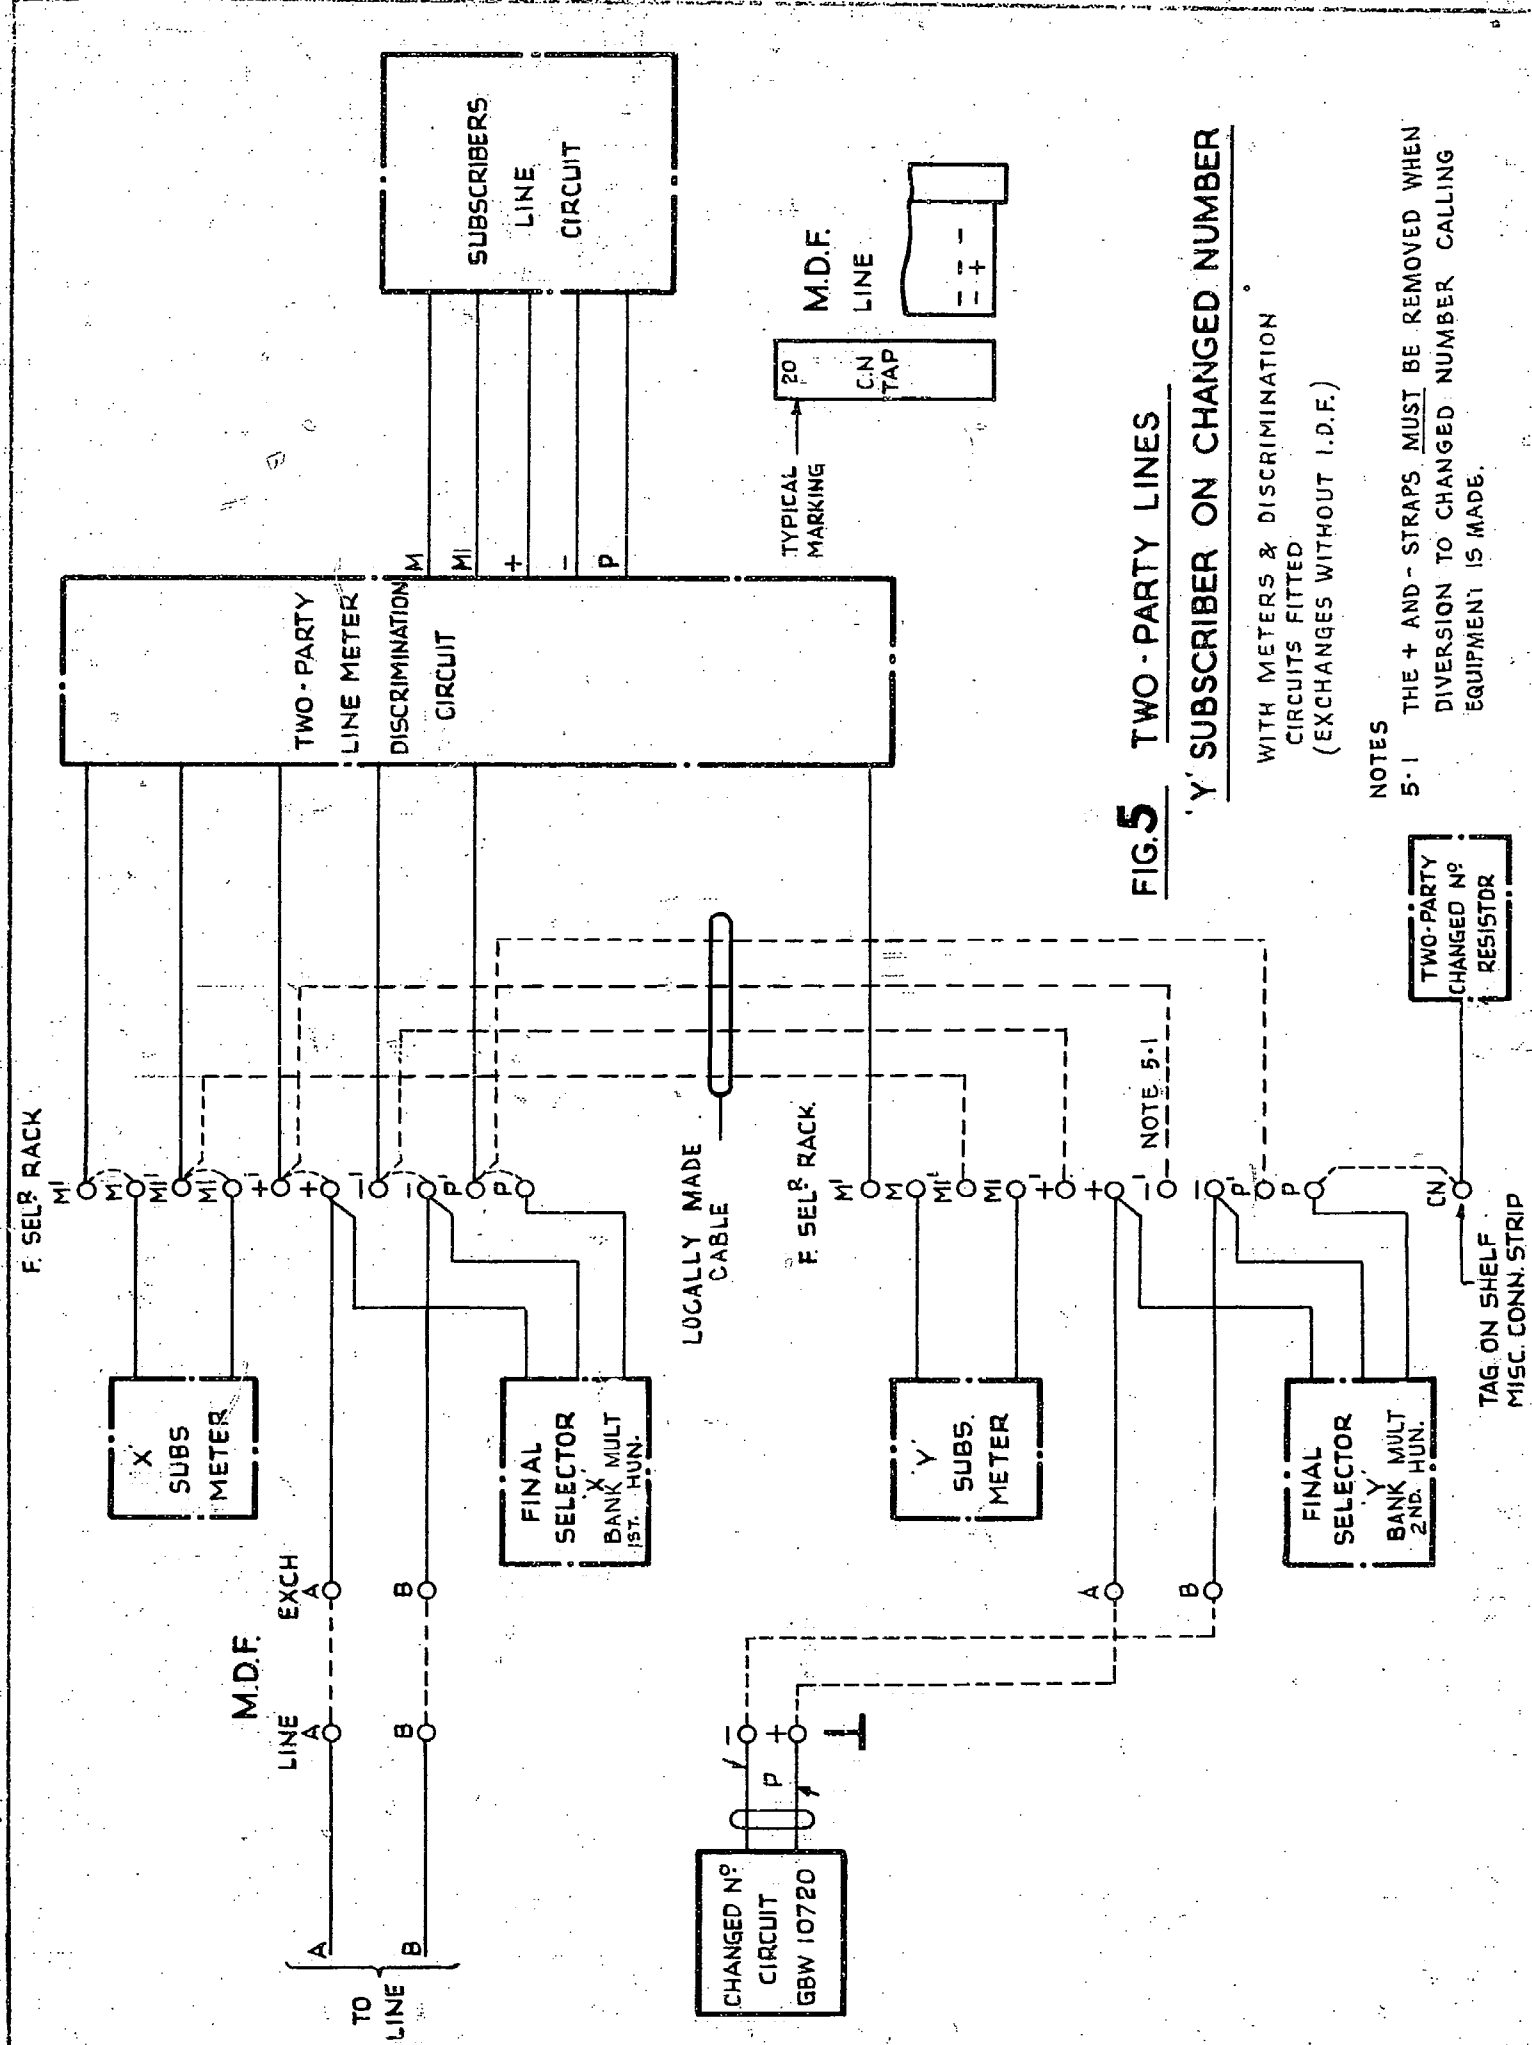 F. SELR RACK
M'
M
MI'
MI
+'
+
-'
-
P'
P
TWO-PARTY
LINE METER
DISCRIMINATION
CIRCUIT
M
MI
+
-
P
SUBSCRIBERS
LINE
CIRCUIT
'X'
SUBS
METER
M.D.F.
LINE
EXCH
A
A
A
B
B
B
TO
LINE
FINAL
SELECTOR
'X'
BANK MULT
1ST. HUN.
LOCALLY MADE
CABLE
F. SELR RACK.
M'
M
MI'
MI
+'
+
-'
-
P'
P
CN
NOTE 5·1
'Y'
SUBS.
METER
FINAL
SELECTOR
'Y'
BANK MULT
2ND. HUN.
A
B
-
+
P
CHANGED No
CIRCUIT
GBW 10720
TAG ON SHELF
MISC. CONN. STRIP
TWO-PARTY
CHANGED No
RESISTOR
TYPICAL
MARKING
20
C.N
TAP
M.D.F.
LINE
- - -
- +
FIG. 5 TWO-PARTY LINES
'Y' SUBSCRIBER ON CHANGED NUMBER
WITH METERS & DISCRIMINATION
CIRCUITS FITTED
(EXCHANGES WITHOUT I.D.F.)
NOTES
5·1 THE + AND - STRAPS MUST BE REMOVED WHEN
DIVERSION TO CHANGED NUMBER CALLING
EQUIPMENT IS MADE.